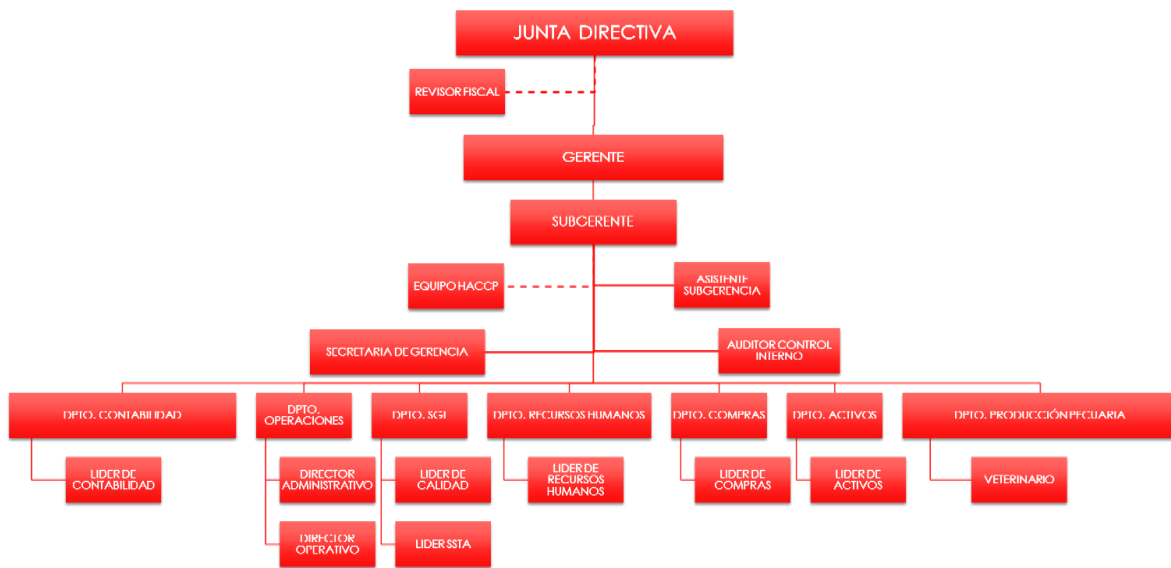 JUNTA DIRECTIVA
REVISOR FISCAL
GERENTE
SUBGERENTE
EQUIPO HACCP
ASISTENTE
SUBGERENCIA
SECRETARIA DE GERENCIA
AUDITOR CONTROL
INTERNO
DPTO. CONTABILIDAD
DPTO.
OPERACIONES
DPTO. SGI
DPTO. RECURSOS HUMANOS
DPTO. COMPRAS
DPTO. ACTIVOS
DPTO. PRODUCCIÓN PECUARIA
LIDER DE
CONTABILIDAD
DIRECTOR
ADMINISTRATIVO
LIDER DE
CALIDAD
LIDER DE
RECURSOS
HUMANOS
LIDER DE
COMPRAS
LIDER DE
ACTIVOS
VETERINARIO
DIRECTOR
OPERATIVO
LIDER SSTA